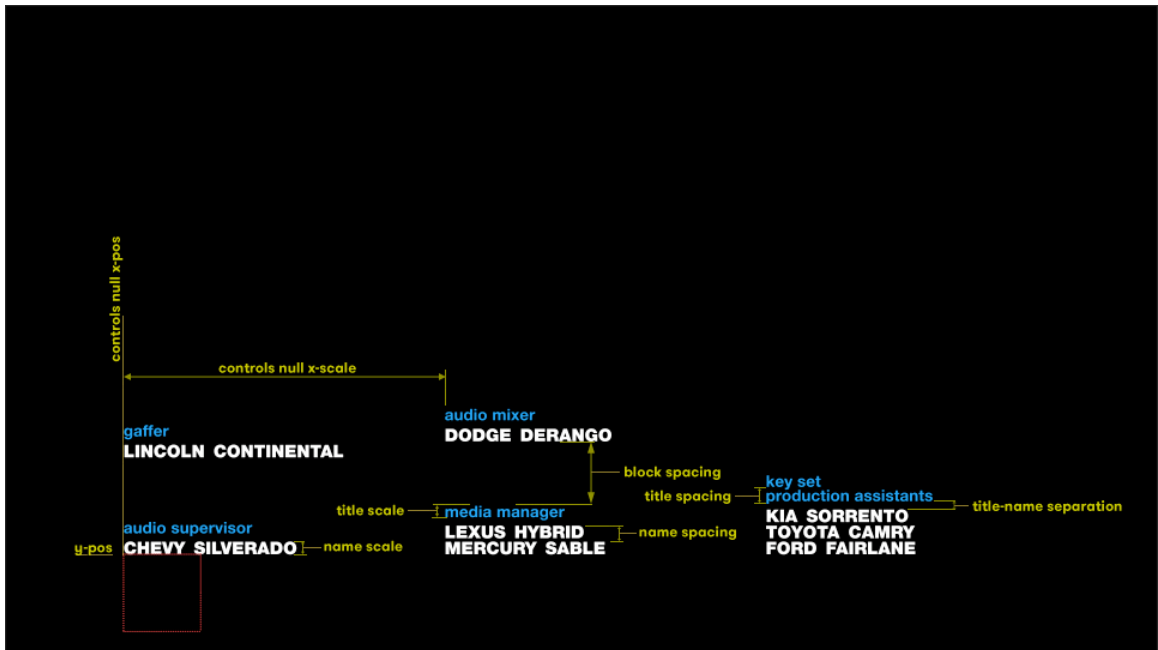 controls null x-pos
controls null x-scale
gaffer
LINCOLN CONTINENTAL
audio mixer
DODGE DERANGO
block spacing
title spacing
key set
production assistants
title-name separation
KIA SORRENTO
TOYOTA CAMRY
FORD FAIRLANE
title scale
media manager
LEXUS HYBRID
MERCURY SABLE
name spacing
audio supervisor
y-pos
CHEVY SILVERADO
name scale